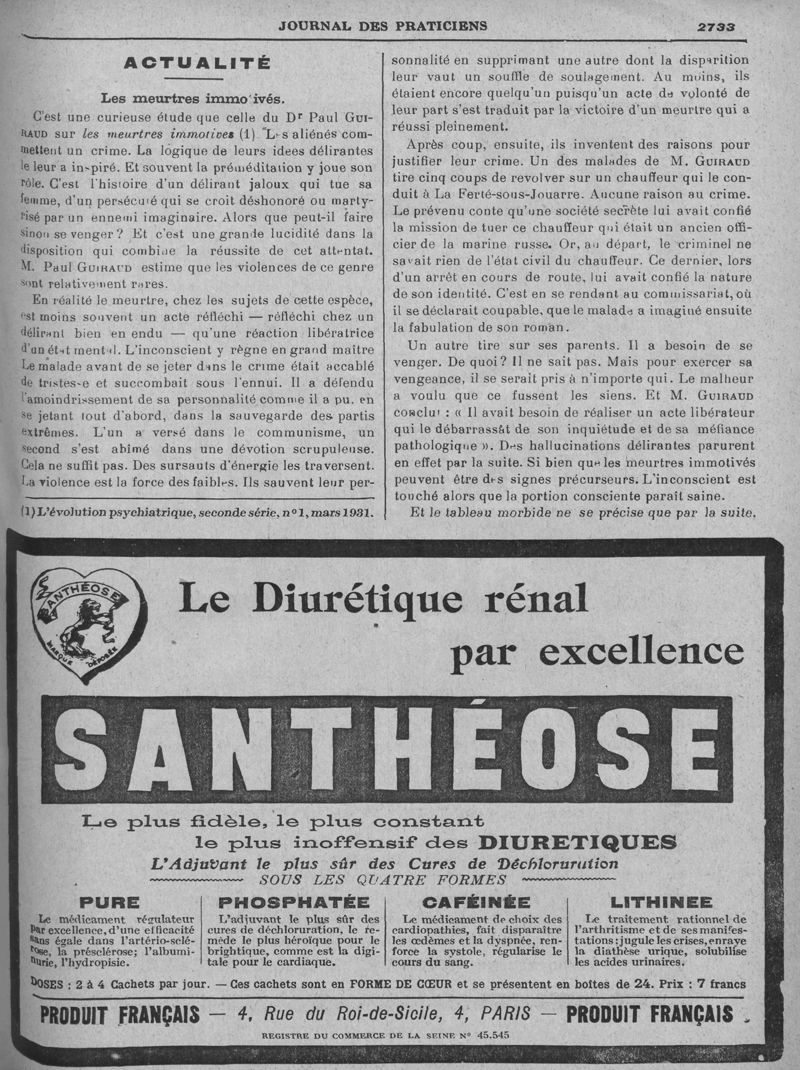 JOURNAL DES PRATICIENS 2733
ACTUALITÉ
Les meurtres immo'ivés.
C'est une curieuse étude que celle du Dr Paul GUI-
RAUD sur les meurtres immotivés (1) "L s aliénés com-
mettent un crime. La logique de leurs idees délirantes
le leur a inspiré. Et souvent la préméditation y joue son
rôle. C'est l'histoire d'un délirant jaloux qui tue sa
femme, d'un persécuté qui se croit déshonoré ou marty-
risé par un ennemi imaginaire. Alors que peut-il faire
sinon se venger ? Et c'est une grande lucidité dans la
disposition qui combine la réussite de cet attentat.
M. Paul GUIRAUD estime que les violences de ce genre
sont relativement rares.
En réalité le meurtre, chez les sujets de cette espèce,
est moins souvent un acte réfléchi — réfléchi chez un
délirant bien en endu — qu'une réaction libératrice
d'un état mental. L'inconscient y règne en grand maître
Le malade avant de se jeter dans le crime était accablé
de tristesse et succombait sous l'ennui. Il a défendu
l'amoindrissement de sa personnalité comme il a pu, en
se jetant tout d'abord, dans la sauvegarde des partis
extrêmes. L'un a versé dans le communisme, un
second s'est abimé dans une dévotion scrupuleuse.
Cela ne suffit pas. Des sursauts d'énergie les traversent.
La violence est la force des faibles. Ils sauvent leur per-
(1) L'évolution psychiatrique, seconde série, n° 1, mars 1931.
sonnalité en supprimant une autre dont la disparition
leur vaut un souffle de soulagement. Au moins, ils
étaient encore quelqu'un puisqu'un acte de volonté de
leur part s'est traduit par la victoire d'un meurtre qui a
réussi pleinement.
Après coup, ensuite, ils inventent des raisons pour
justifier leur crime. Un des malades de M. GUIRAUD
tire cinq coups de revolver sur un chauffeur qui le con-
duit à La Ferté-sous-Jouarre. Aucune raison au crime.
Le prévenu conte qu'une société secrète lui avait confié
la mission de tuer ce chauffeur qui était un ancien offi-
cier de la marine russe. Or, au départ, le criminel ne
savait rien de l'état civil du chauffeur. Ce dernier, lors
d'un arrêt en cours de route, lui avait confié la nature
de son identité. C'est en se rendant au commissariat, où
il se déclarait coupable, que le malade a imaginé ensuite
la fabulation de son roman.
Un autre tire sur ses parents. Il a besoin de se
venger. De quoi ? Il ne sait pas. Mais pour exercer sa
vengeance, il se serait pris à n'importe qui. Le malheur
a voulu que ce fussent les siens. Et M. GUIRAUD
conclut : « Il avait besoin de réaliser un acte libérateur
qui le débarrassât de son inquiétude et de sa méfiance
pathologique ». Des hallucinations délirantes parurent
en effet par la suite. Si bien que les meurtres immotivés
peuvent être des signes précurseurs. L'inconscient est
touché alors que la portion consciente paraît saine.
Et le tableau morbide ne se précise que par la suite,
SANTHÉOSE
MARQUE DÉPOSÉE
Le Diurétique rénal
par excellence
SANTHÉOSE
Le plus fidèle, le plus constant
le plus inoffensif des DIURETIQUES
L'Adjuvant le plus sûr des Cures de Déchloruration
SOUS LES QUATRE FORMES
PURE
Le médicament régulateur
par excellence, d'une efficacité
sans égale dans l'artério-sclé-
rose, la présclérose; l'albumi-
nurie, l'hydropisie.
PHOSPHATÉE
L'adjuvant le plus sûr des
cures de déchloruration, le re-
mède le plus héroïque pour le
brightique, comme est la digi-
tale pour le cardiaque.
CAFÉINÉE
Le médicament de choix des
cardiopathies, fait disparaître
les œdèmes et la dyspnée, ren-
force la systole, régularise le
cours du sang.
LITHINEE
Le traitement rationnel de
l'arthritisme et de ses manifes-
tations; jugule les crises, enraye
la diathèse urique, solubilise
les acides urinaires.
DOSES : 2 à 4 Cachets par jour. — Ces cachets sont en FORME DE CŒUR et se présentent en boîtes de 24. Prix : 7 francs
PRODUIT FRANÇAIS — 4, Rue du Roi-de-Sicile, 4, PARIS — PRODUIT FRANÇAIS
REGISTRE DU COMMERCE DE LA SEINE N° 45.545